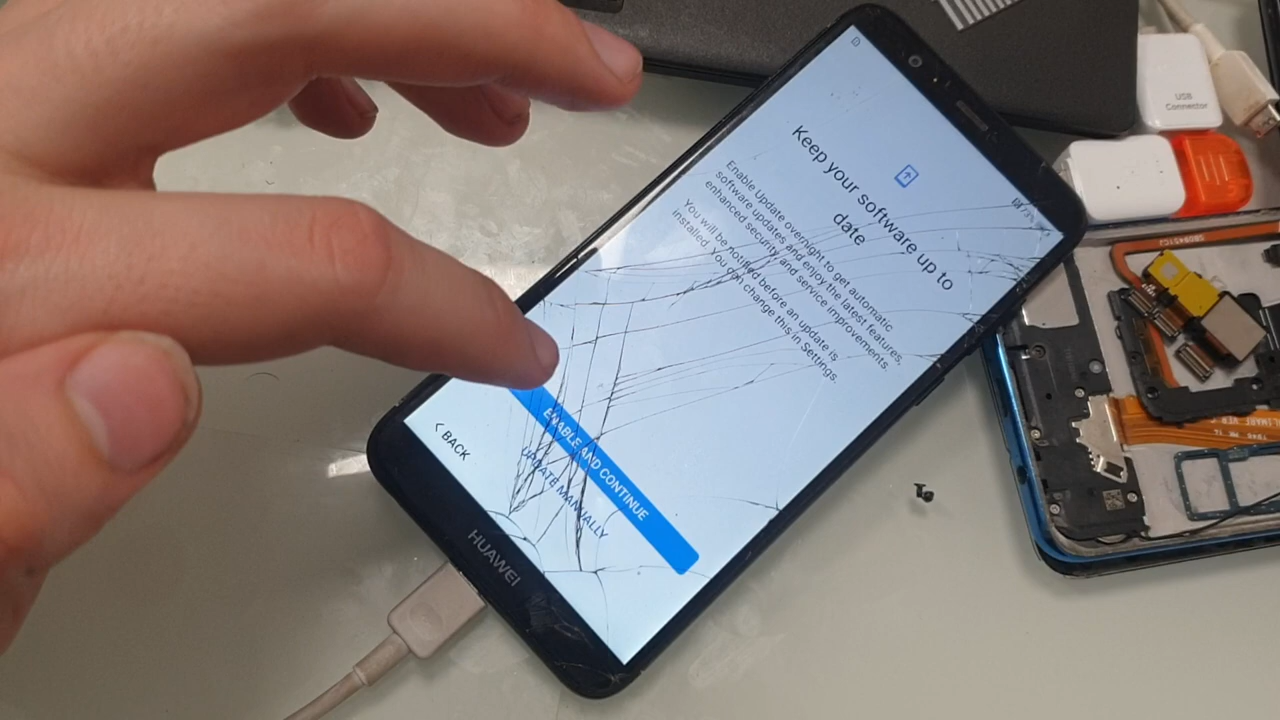 Keep your software up to
date
Enable Update overnight to get automatic
software updates and enjoy the latest features,
enhanced security, and service improvements.
You will be notified before an update is
installed. You can change this in Settings.
ENABLE AND CONTINUE
UPDATE MANUALLY
BACK
HUAWEI
USB
Connector